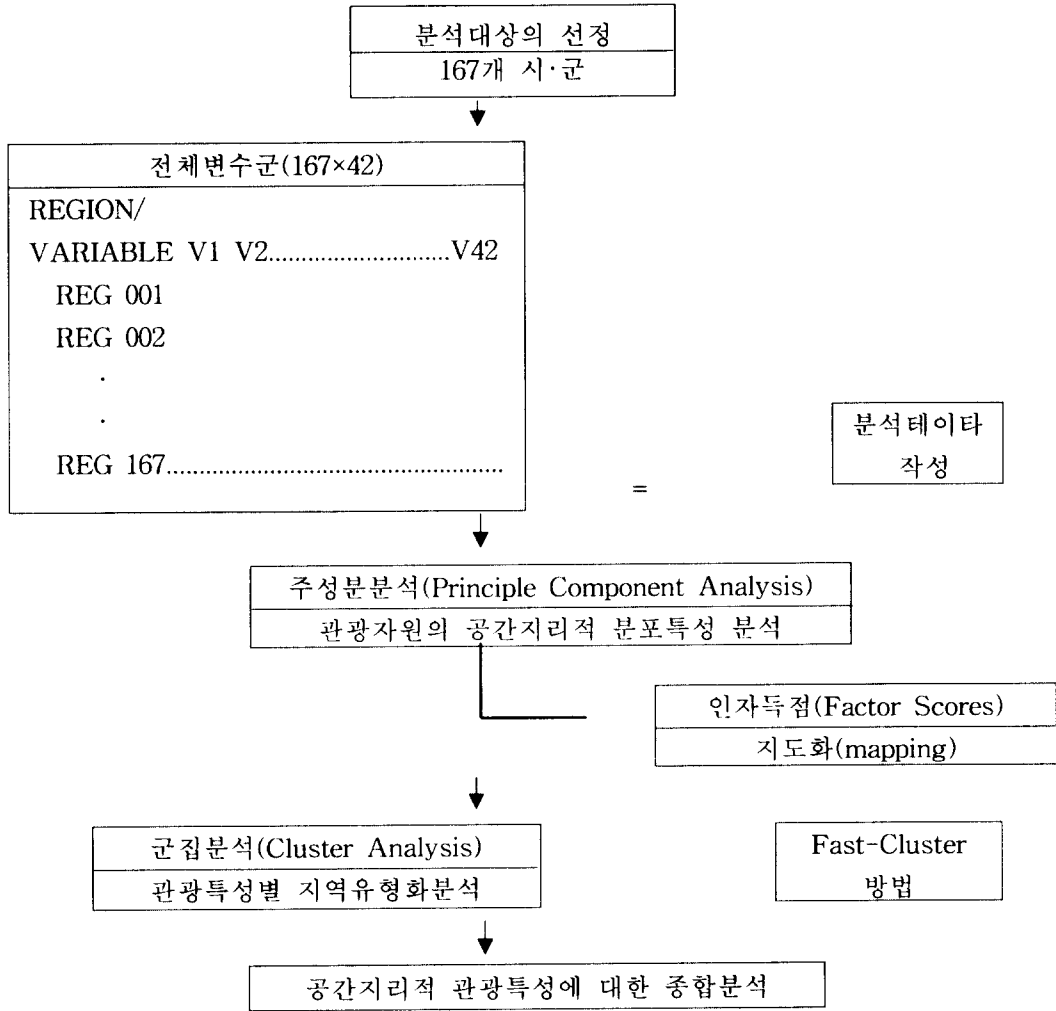 분석대상의 선정
167개 시·군
전체변수군(167×42)
REGION/
VARIABLE V1 V2...........................V42
REG 001
REG 002
.
.
REG 167...................................................
=
분석테이타
작성
주성분분석(Principle Component Analysis)
관광자원의 공간지리적 분포특성 분석
인자득점(Factor Scores)
지도화(mapping)
군집분석(Cluster Analysis)
관광특성별 지역유형화분석
Fast-Cluster
방법
공간지리적 관광특성에 대한 종합분석